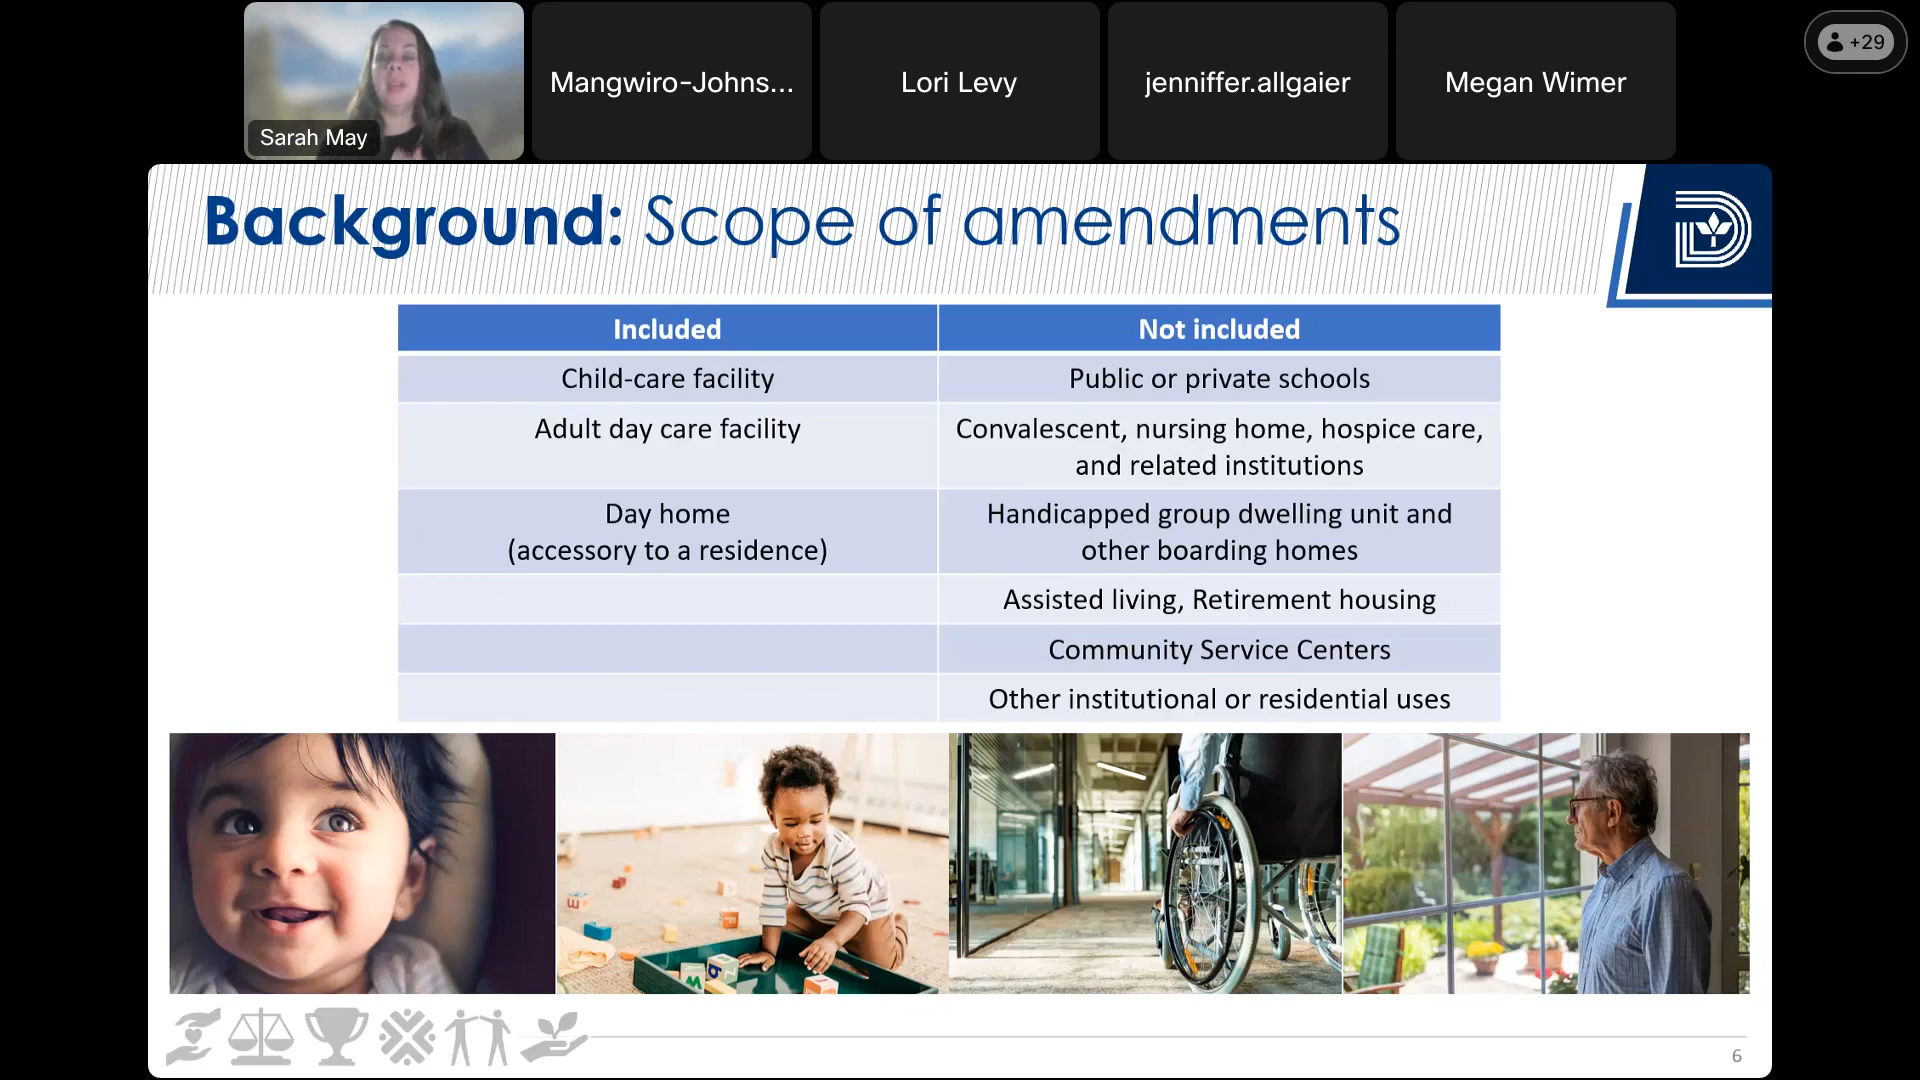 Sarah May
Mangwiro-Johns...
Lori Levy
jenniffer.allgaier
Megan Wimer
+29
Background: Scope of amendments
Included
Not included
Child-care facility
Public or private schools
Adult day care facility
Convalescent, nursing home, hospice care,
and related institutions
Day home
(accessory to a residence)
Handicapped group dwelling unit and
other boarding homes
Assisted living, Retirement housing
Community Service Centers
Other institutional or residential uses
6